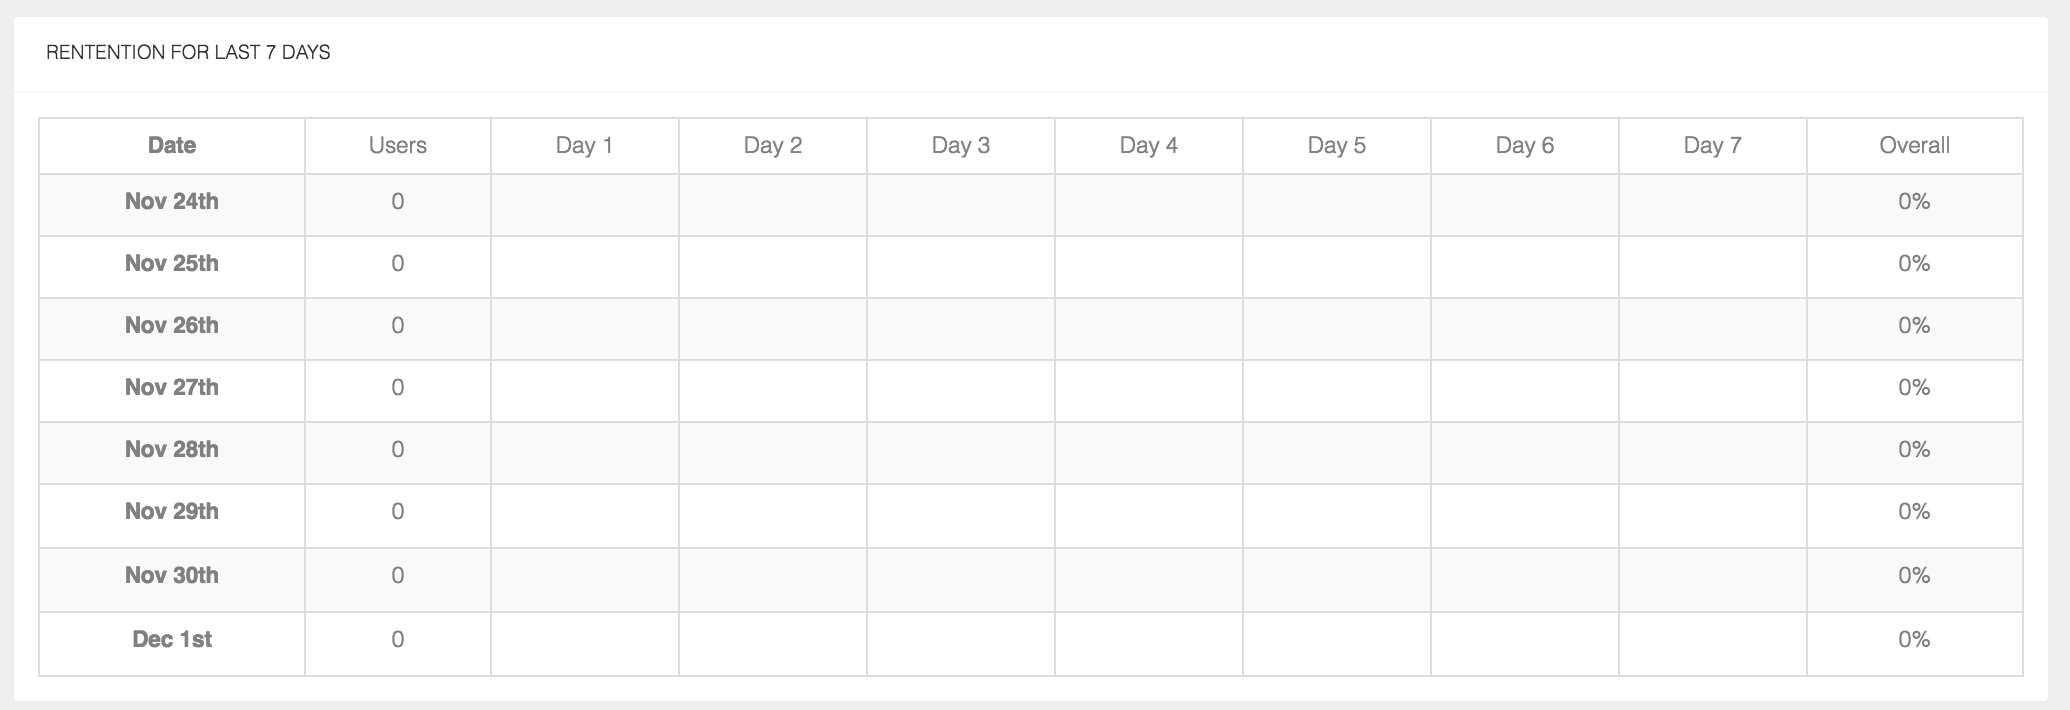 RENTENTION FOR LAST 7 DAYS
Date Users Day 1 Day 2 Day 3 Day 4 Day 5 Day 6 Day 7 Overall
Nov 24th 0 0%
Nov 25th 0 0%
Nov 26th 0 0%
Nov 27th 0 0%
Nov 28th 0 0%
Nov 29th 0 0%
Nov 30th 0 0%
Dec 1st 0 0%